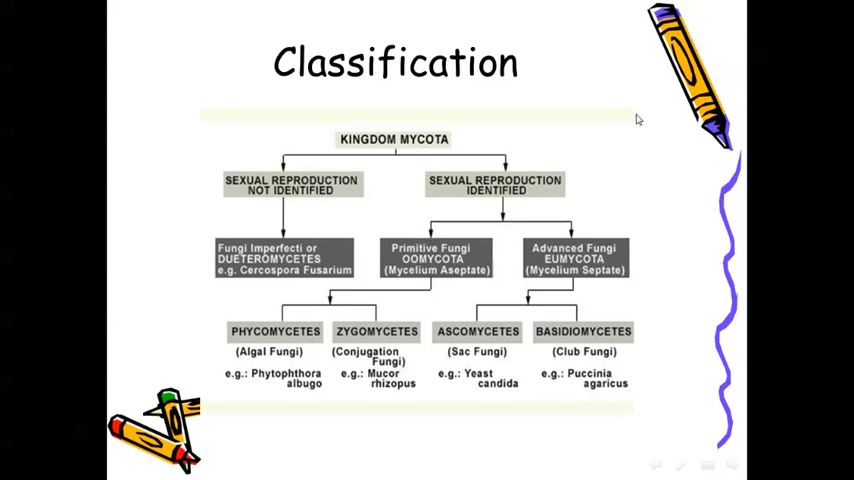 Classification
KINGDOM MYCOTA
SEXUAL REPRODUCTION
NOT IDENTIFIED
SEXUAL REPRODUCTION
IDENTIFIED
Fungi Imperfecti or
DUETEROMYCETES
e.g. Cercospora Fusarium
Primitive Fungi
OOMYCOTA
(Mycelium Aseptate)
Advanced Fungi
EUMYCOTA
(Mycelium Septate)
PHYCOMYCETES
(Algal Fungi)
e.g.: Phytophthora
albugo
ZYGOMYCETES
(Conjugation
Fungi)
e.g.: Mucor
rhizopus
ASCOMYCETES
(Sac Fungi)
e.g.: Yeast
candida
BASIDIOMYCETES
(Club Fungi)
e.g.: Puccinia
agaricus